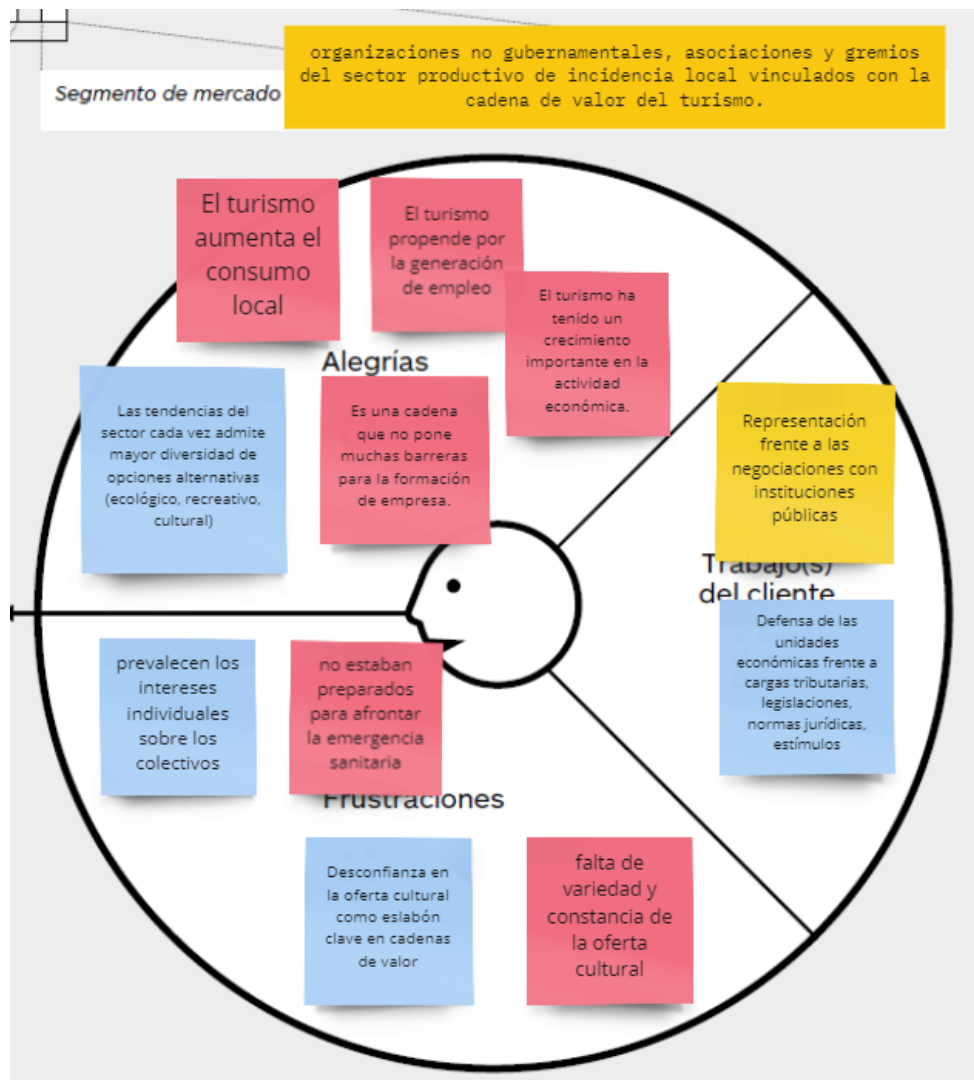 organizaciones no gubernamentales, asociaciones y gremios
del sector productivo de incidencia local vinculados con la
cadena de valor del turismo.
Segmento de mercado
El turismo
aumenta el
consumo
local
El turismo
propende por
la generación
de empleo
El turismo ha
tenido un
crecimiento
importante en la
actividad
económica.
Alegrías
Las tendencias del
sector cada vez admite
mayor diversidad de
opciones alternativas
(ecológico, recreativo,
cultural)
Es una cadena
que no pone
muchas barreras
para la formación
de empresa.
Representación
frente a las
negociaciones con
instituciones
públicas
Trabajo(s)
del cliente
Defensa de las
unidades
económicas frente a
cargas tributarias,
legislaciones,
normas jurídicas,
estímulos
prevalecen los
intereses
individuales
sobre los
colectivos
no estaban
preparados
para afrontar
la emergencia
sanitaria
Frustraciones
Desconfianza en
la oferta cultural
como eslabón
clave en cadenas
de valor
falta de
variedad y
constancia de
la oferta
cultural